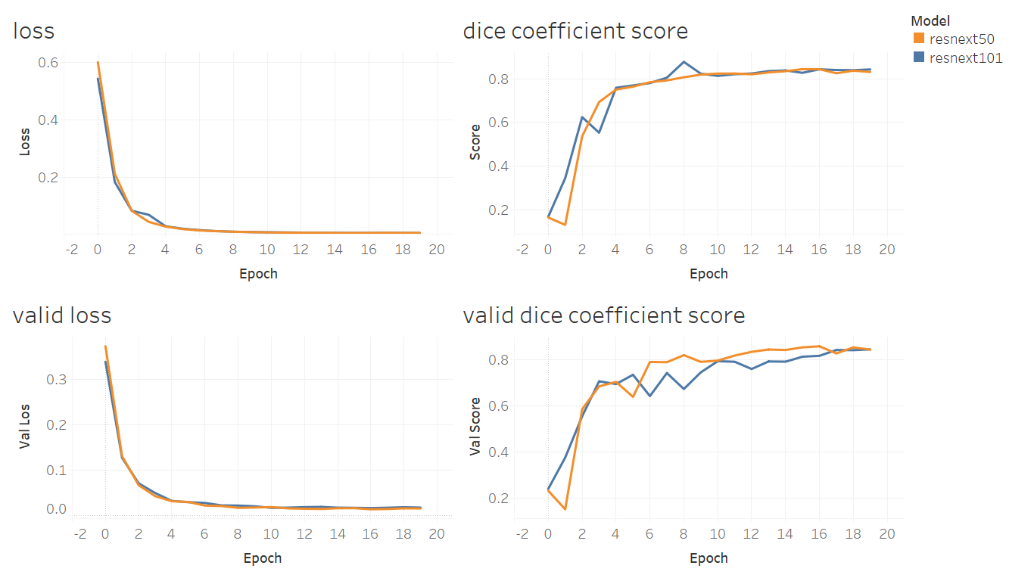 loss
0.6
0.4
0.2
Loss
-2 0 2 4 6 8 10 12 14 16 18 20
Epoch
dice coefficient score
0.8
0.6
0.4
0.2
Score
-2 0 2 4 6 8 10 12 14 16 18 20
Epoch
Model
resnext50
resnext101
valid loss
0.3
0.2
0.1
0.0
Val Los
-2 0 2 4 6 8 10 12 14 16 18 20
Epoch
valid dice coefficient score
0.8
0.6
0.4
0.2
Val Score
-2 0 2 4 6 8 10 12 14 16 18 20
Epoch